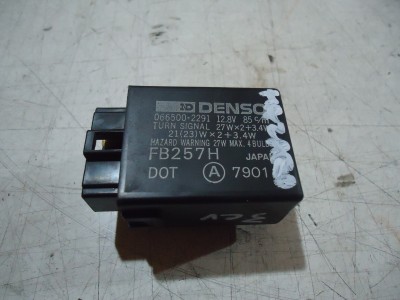 DENSO
066500-2291 12.8V 85
TURN SIGNAL 27W×2+3.4W
21(23)W×2+3.4W
HAZARD WARNING 27W MAX. 4 BUL
FB257H JAPAN
DOT A 7901